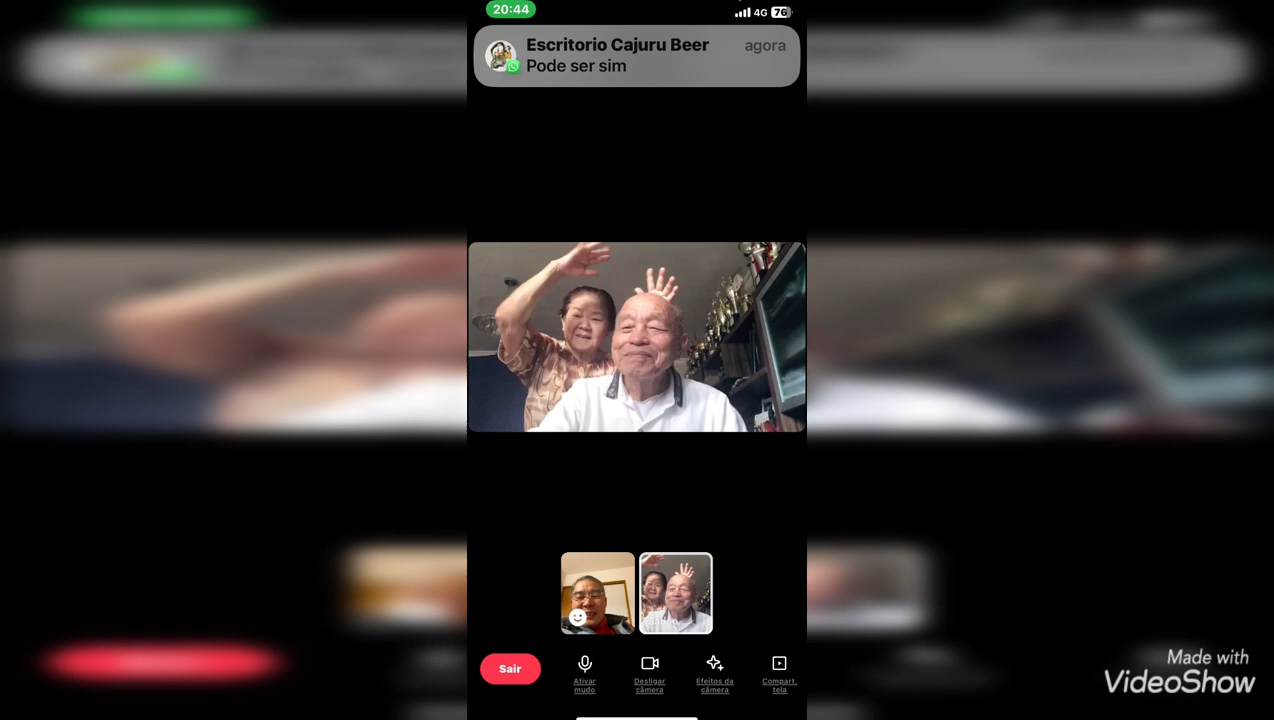 20:44
4G 76
Escritorio Cajuru Beer agora
Pode ser sim
Sair
Ativar mudo
Desligar câmera
Efeitos da câmera
Compart. tela
Made with
VideoShow